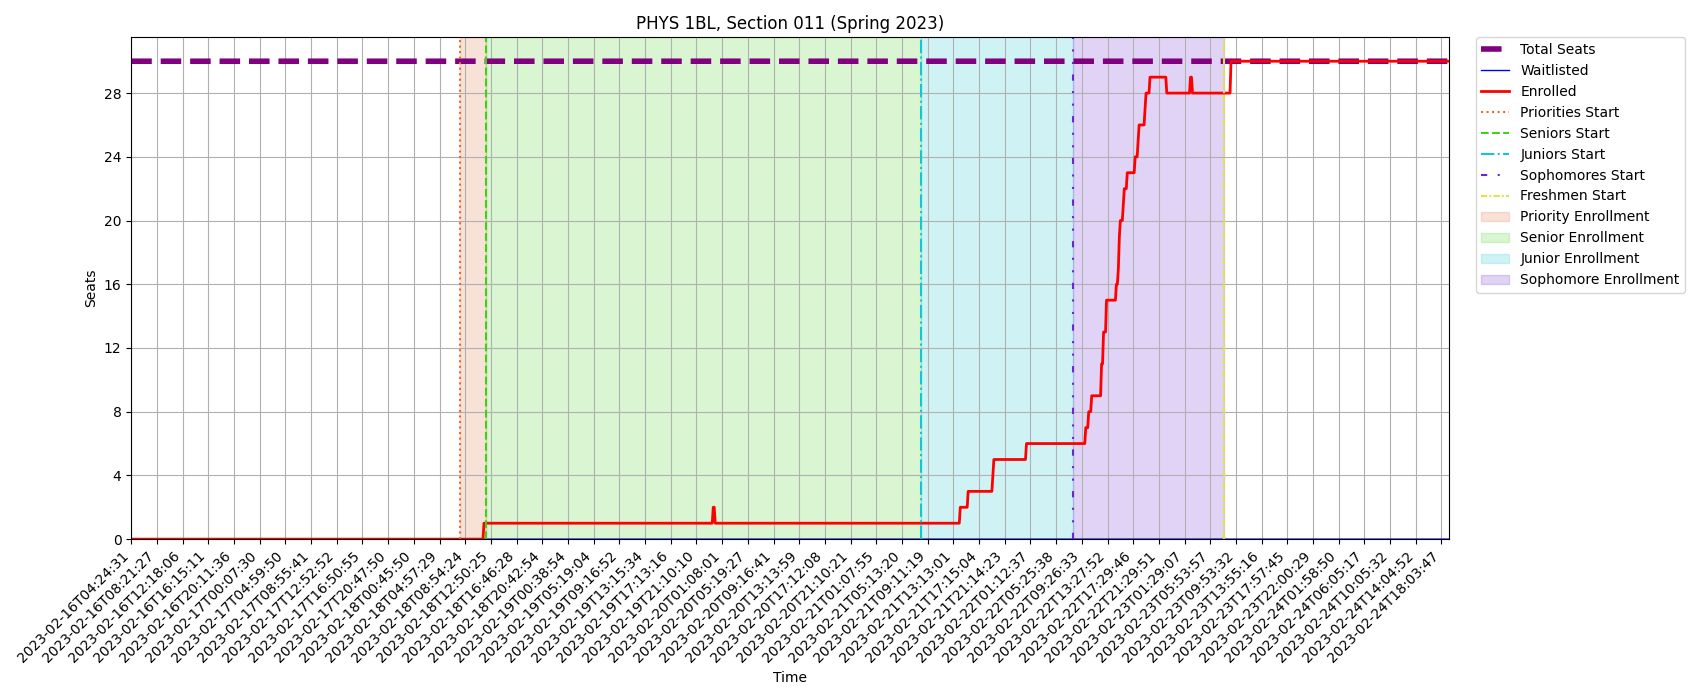 PHYS 1BL, Section 011 (Spring 2023)
Seats
28
24
20
16
12
8
4
0
2023-02-16T04:24:31
2023-02-16T08:21:27
2023-02-16T12:18:06
2023-02-16T16:15:11
2023-02-16T20:11:36
2023-02-17T00:07:30
2023-02-17T04:59:50
2023-02-17T08:55:41
2023-02-17T12:52:52
2023-02-17T16:50:55
2023-02-17T20:47:50
2023-02-18T00:45:50
2023-02-18T04:57:29
2023-02-18T08:54:24
2023-02-18T12:50:25
2023-02-18T16:46:28
2023-02-18T20:42:54
2023-02-19T00:38:54
2023-02-19T05:19:04
2023-02-19T09:16:52
2023-02-19T13:15:34
2023-02-19T17:13:16
2023-02-19T21:10:10
2023-02-20T01:08:01
2023-02-20T05:19:27
2023-02-20T09:16:41
2023-02-20T13:13:59
2023-02-20T17:12:08
2023-02-20T21:10:21
2023-02-21T01:07:55
2023-02-21T05:13:20
2023-02-21T09:11:19
2023-02-21T13:13:01
2023-02-21T17:15:04
2023-02-21T21:14:23
2023-02-22T01:12:37
2023-02-22T05:25:38
2023-02-22T09:26:33
2023-02-22T13:27:52
2023-02-22T17:29:46
2023-02-22T21:29:51
2023-02-23T01:29:07
2023-02-23T05:53:57
2023-02-23T09:53:32
2023-02-23T13:55:16
2023-02-23T17:57:45
2023-02-23T22:00:29
2023-02-24T01:58:50
2023-02-24T06:05:17
2023-02-24T10:05:32
2023-02-24T14:04:52
2023-02-24T18:03:47
Time
Total Seats
Waitlisted
Enrolled
Priorities Start
Seniors Start
Juniors Start
Sophomores Start
Freshmen Start
Priority Enrollment
Senior Enrollment
Junior Enrollment
Sophomore Enrollment